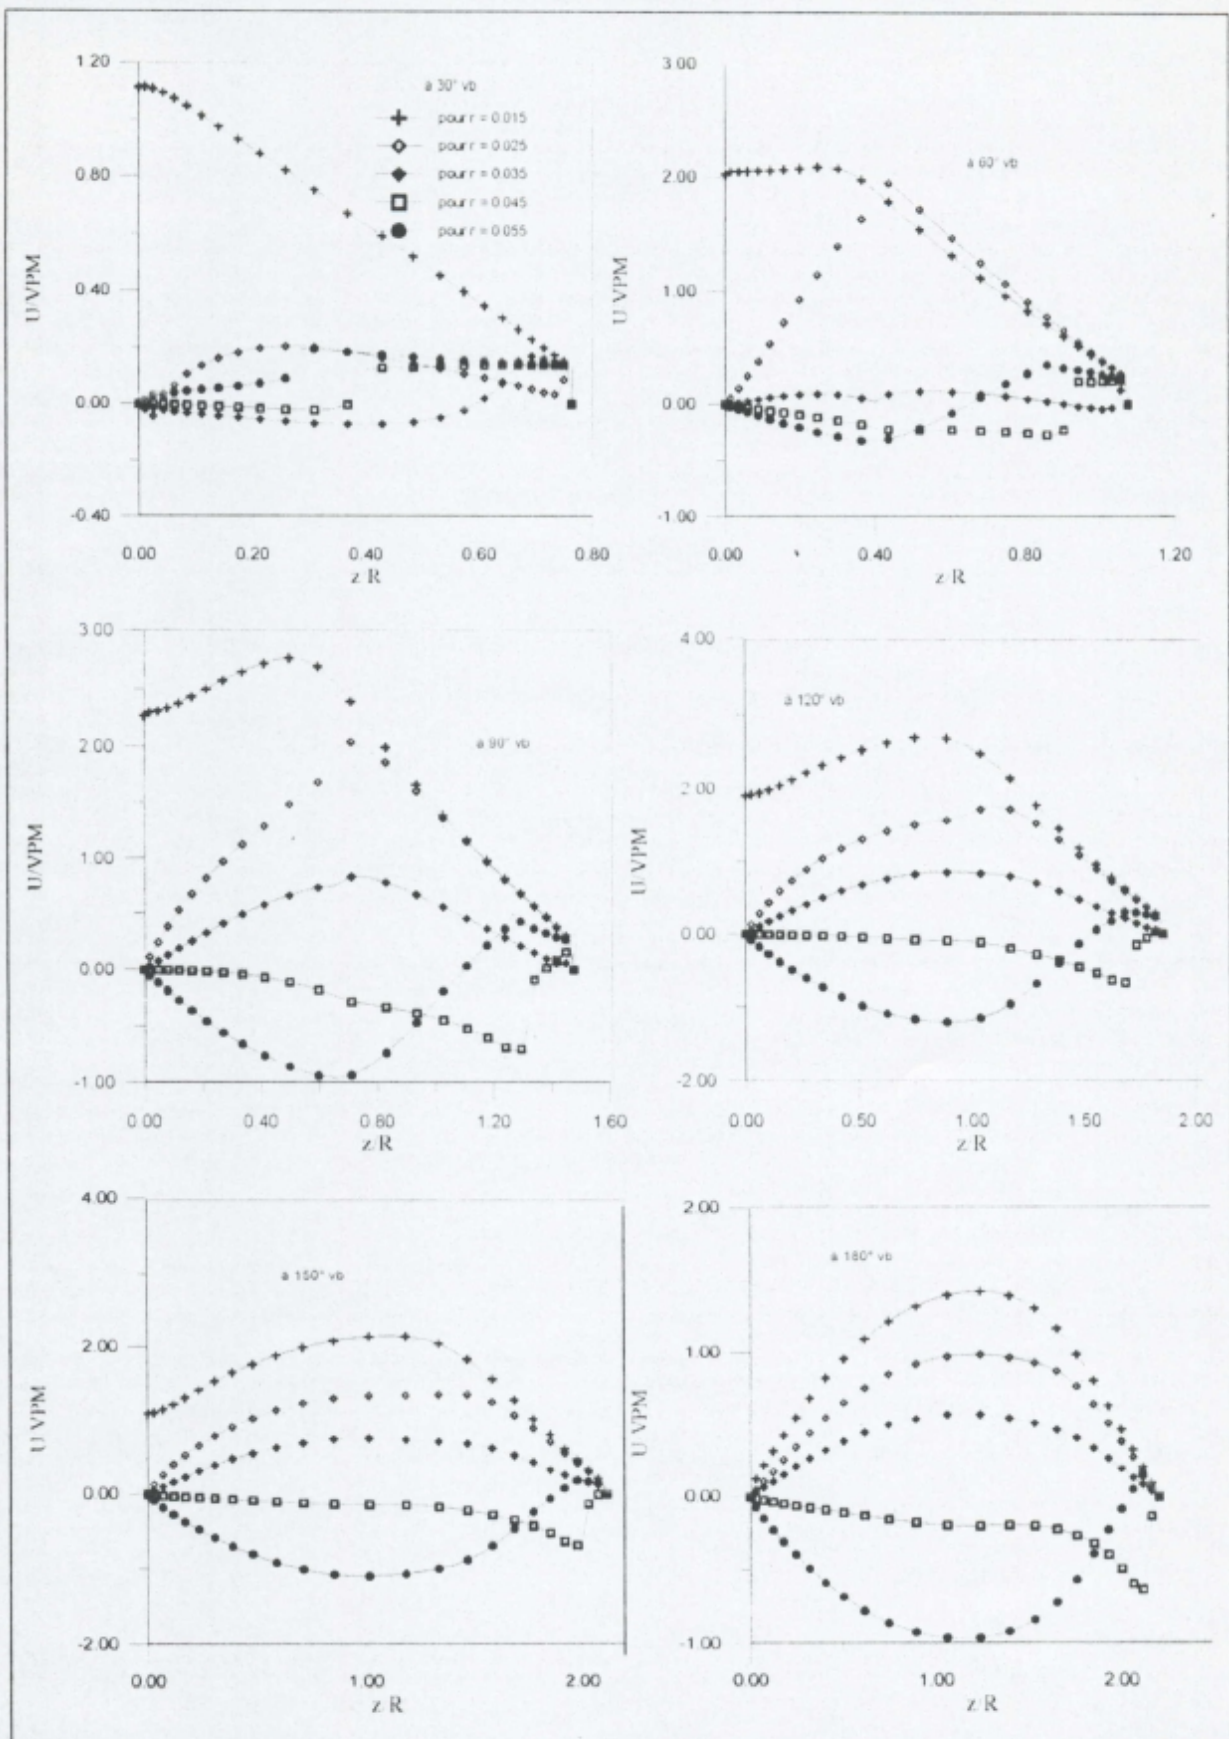 1.20
0.80
0.40
0.00
-0.40
U/VPM
0.00 0.20 0.40 0.60 0.80
z/R
a 30° vb
pour r = 0.015
pour r = 0.025
pour r = 0.035
pour r = 0.045
pour r = 0.055
3.00
2.00
1.00
0.00
-1.00
U/VPM
0.00 0.40 0.80 1.20
z/R
a 60° vb
3.00
2.00
1.00
0.00
-1.00
U/VPM
0.00 0.40 0.80 1.20 1.60
z/R
a 90° vb
4.00
2.00
0.00
-2.00
U/VPM
0.00 0.50 1.00 1.50 2.00
z/R
a 120° vb
4.00
2.00
0.00
-2.00
U/VPM
0.00 1.00 2.00
z/R
a 150° vb
2.00
1.00
0.00
-1.00
U/VPM
0.00 1.00 2.00
z/R
a 180° vb